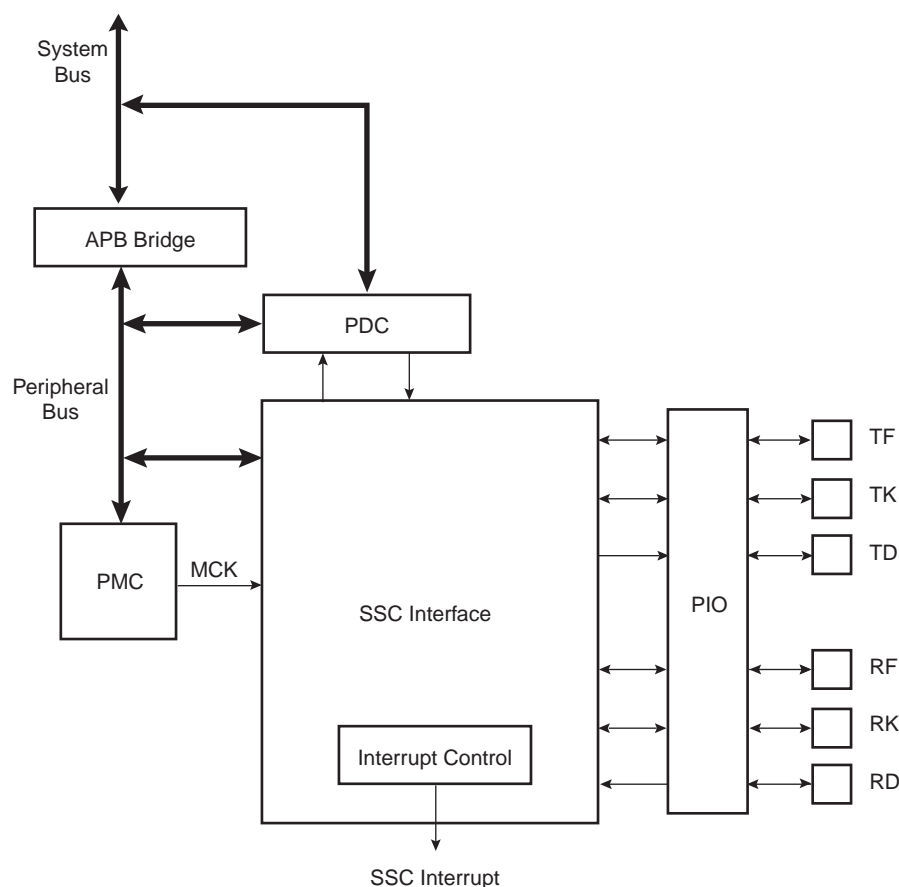 System
Bus
APB Bridge
PDC
Peripheral
Bus
PMC
MCK
SSC Interface
Interrupt Control
SSC Interrupt
PIO
TF
TK
TD
RF
RK
RD